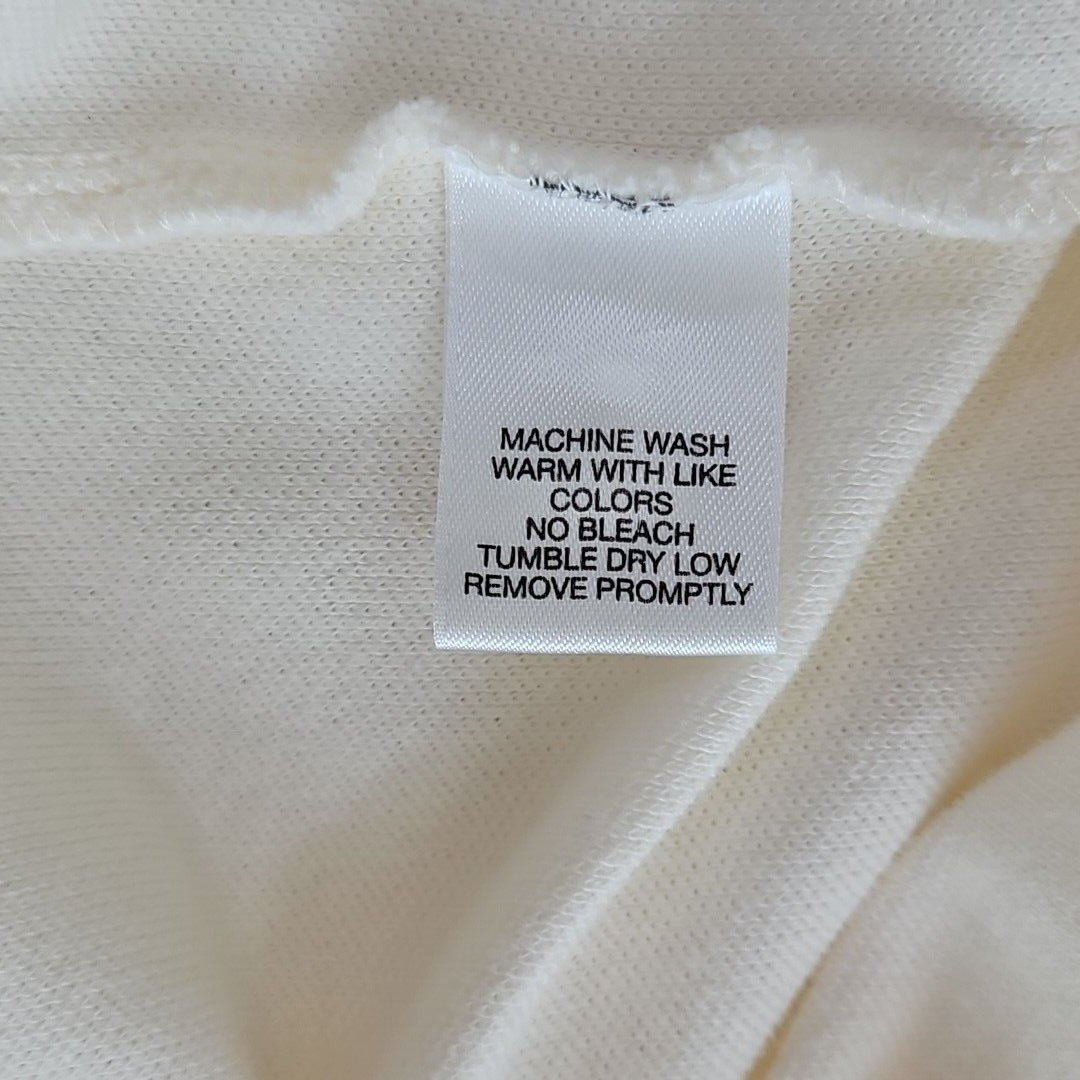 MACHINE WASH
WARM WITH LIKE
COLORS
NO BLEACH
TUMBLE DRY LOW
REMOVE PROMPTLY